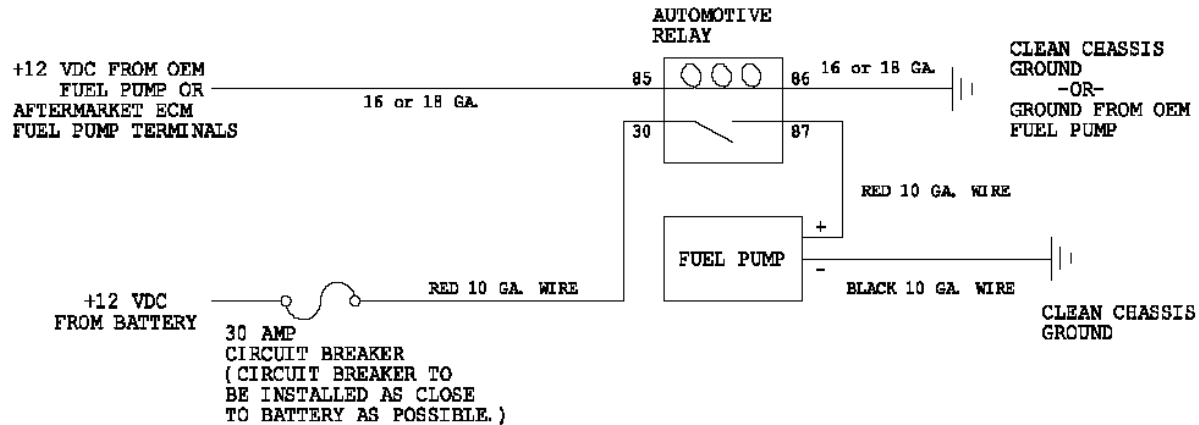 AUTOMOTIVE
RELAY
+12 VDC FROM OEM
FUEL PUMP OR
AFTERMARKET ECM
FUEL PUMP TERMINALS
16 or 18 GA.
85
86
16 or 18 GA.
CLEAN CHASSIS
GROUND
-OR-
GROUND FROM OEM
FUEL PUMP
30
87
RED 10 GA. WIRE
FUEL PUMP
+
-
BLACK 10 GA. WIRE
CLEAN CHASSIS
GROUND
+12 VDC
FROM BATTERY
RED 10 GA. WIRE
30 AMP
CIRCUIT BREAKER
(CIRCUIT BREAKER TO
BE INSTALLED AS CLOSE
TO BATTERY AS POSSIBLE.)